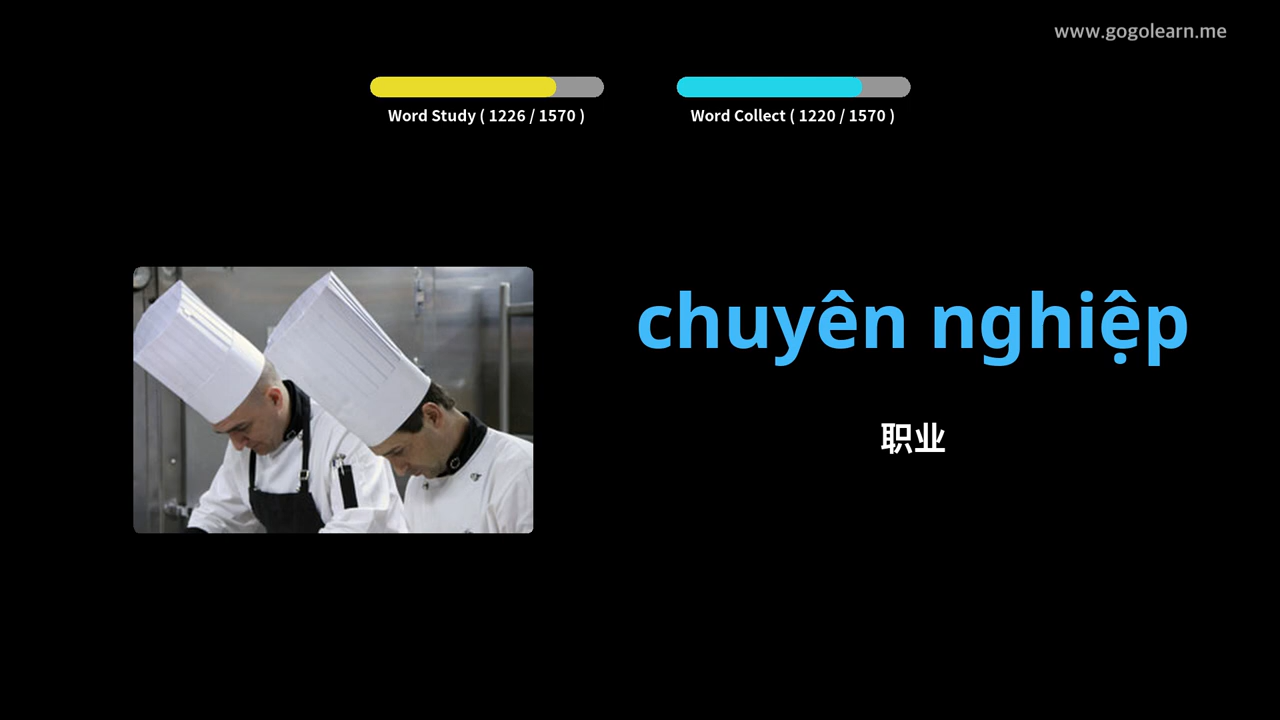 www.gogolearn.me
Word Study ( 1226 / 1570 )
Word Collect ( 1220 / 1570 )
chuyên nghiệp
职业